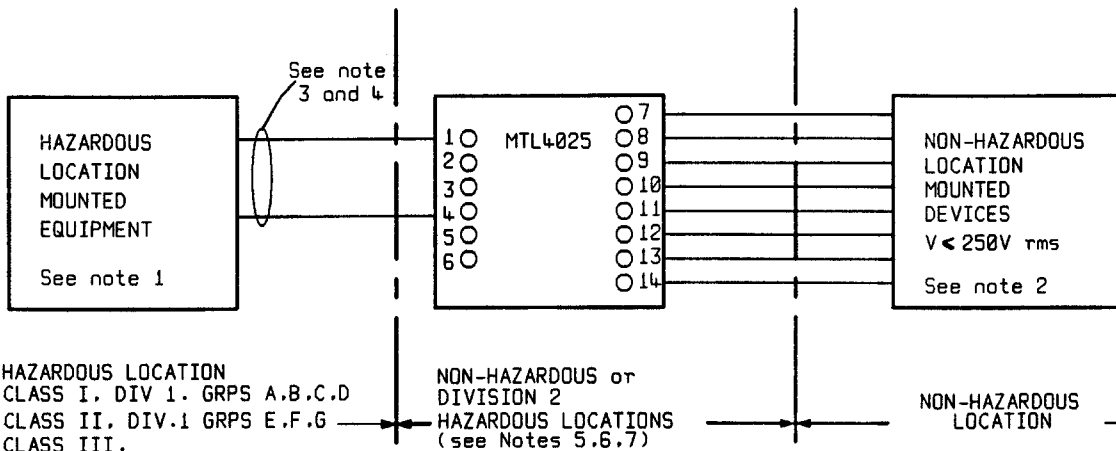 See note
3 and 4
HAZARDOUS
LOCATION
MOUNTED
EQUIPMENT
See note 1
MTL4025
1
2
3
4
5
6
7
8
9
10
11
12
13
14
NON-HAZARDOUS
LOCATION
MOUNTED
DEVICES
V < 250V rms
See note 2
HAZARDOUS LOCATION
CLASS I. DIV 1. GRPS A.B.C.D
CLASS II. DIV.1 GRPS E.F.G
CLASS III.
NON-HAZARDOUS or
DIVISION 2
HAZARDOUS LOCATIONS
(see Notes 5.6.7)
NON-HAZARDOUS
LOCATION